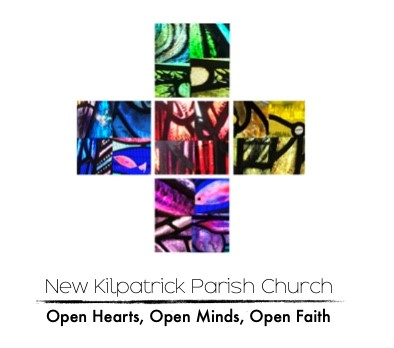 New Kilpatrick Parish Church
Open Hearts, Open Minds, Open Faith